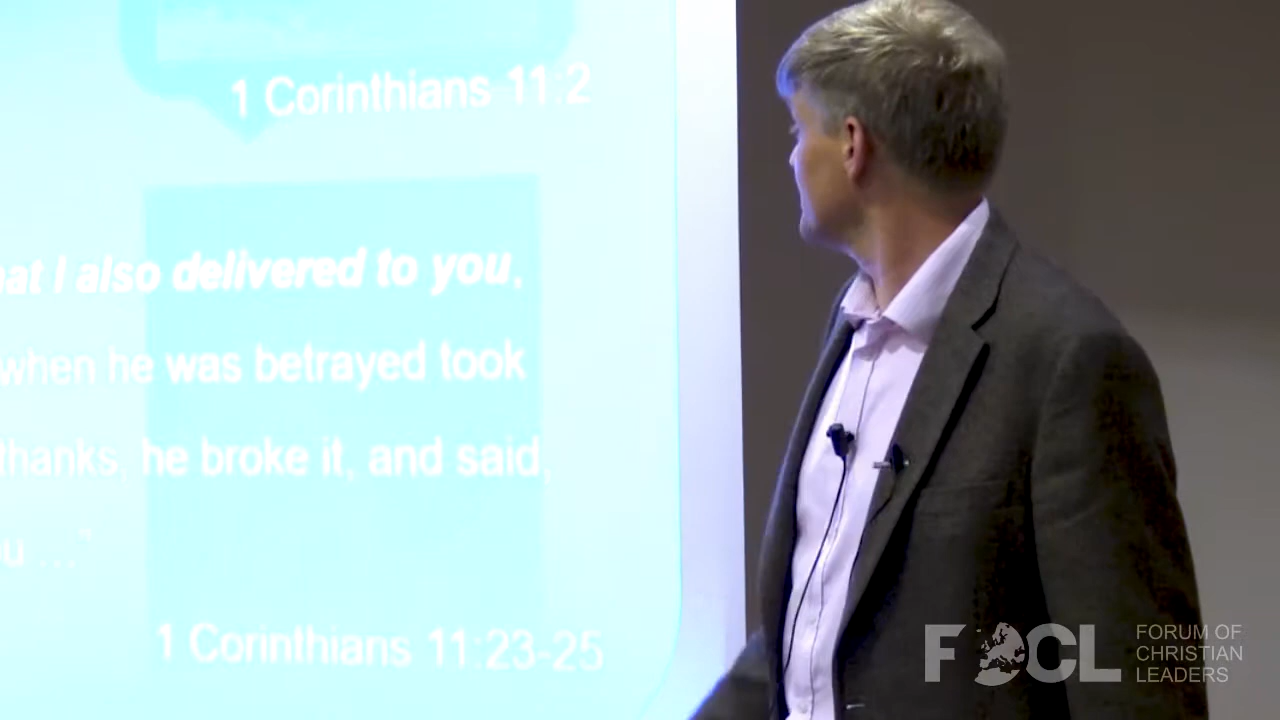 1 Corinthians 11:2
I also delivered to you,
when he was betrayed took
thanks, he broke it, and said,
..."
1 Corinthians 11:23-25
FOCL
FORUM OF
CHRISTIAN
LEADERS